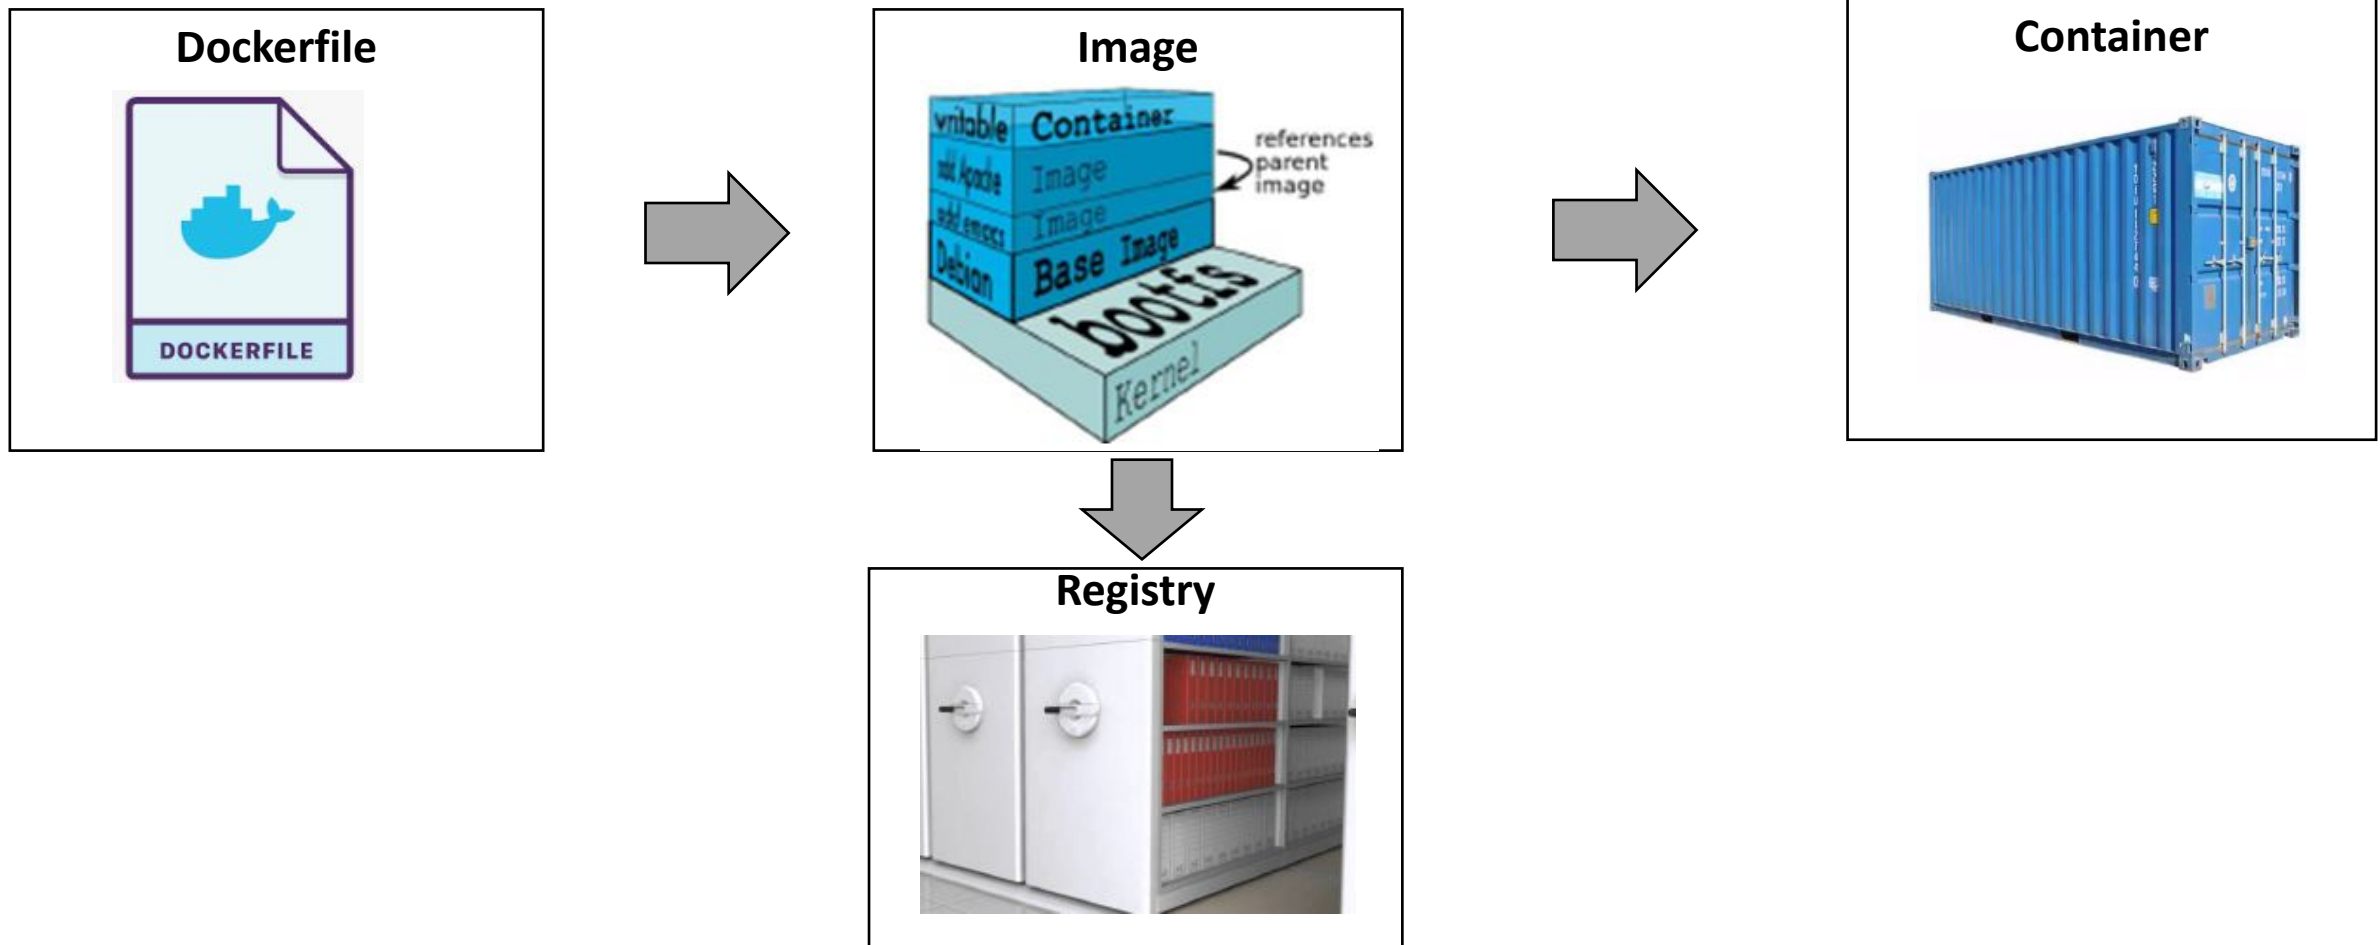 Dockerfile
DOCKERFILE
Image
writable Container
add Apache Image
add emacs Image
Debian Base Image
bootfs
Kernel
references
parent
image
Container
Registry